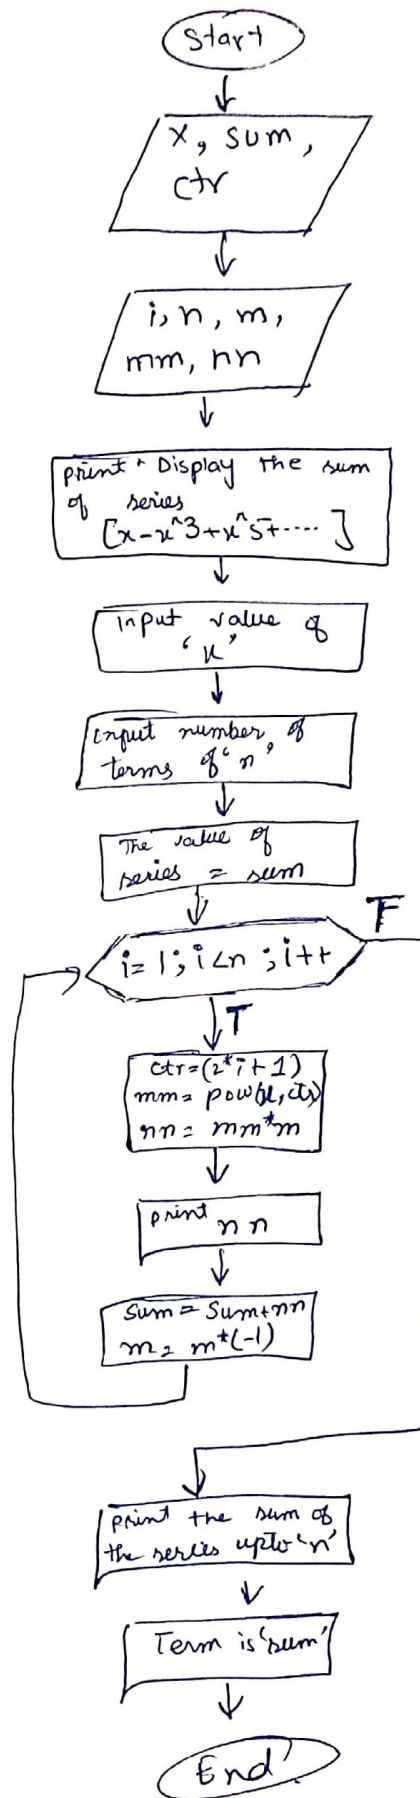 Start
x, sum,
ctr
i, n, m,
mm, nn
print " Display the sum
of series
[x-x^3+x^5+-----]
input value of
'x'
input number of
terms of 'n'
The value of
series = sum
F
i=1; i<n; i++
T
ctr=(2*i+1)
mm= pow(x, ctr)
nn= mm*m
print nn
sum = sum+nn
m= m*(-1)
print the sum of
the series upto 'n'
Term is 'sum'
End